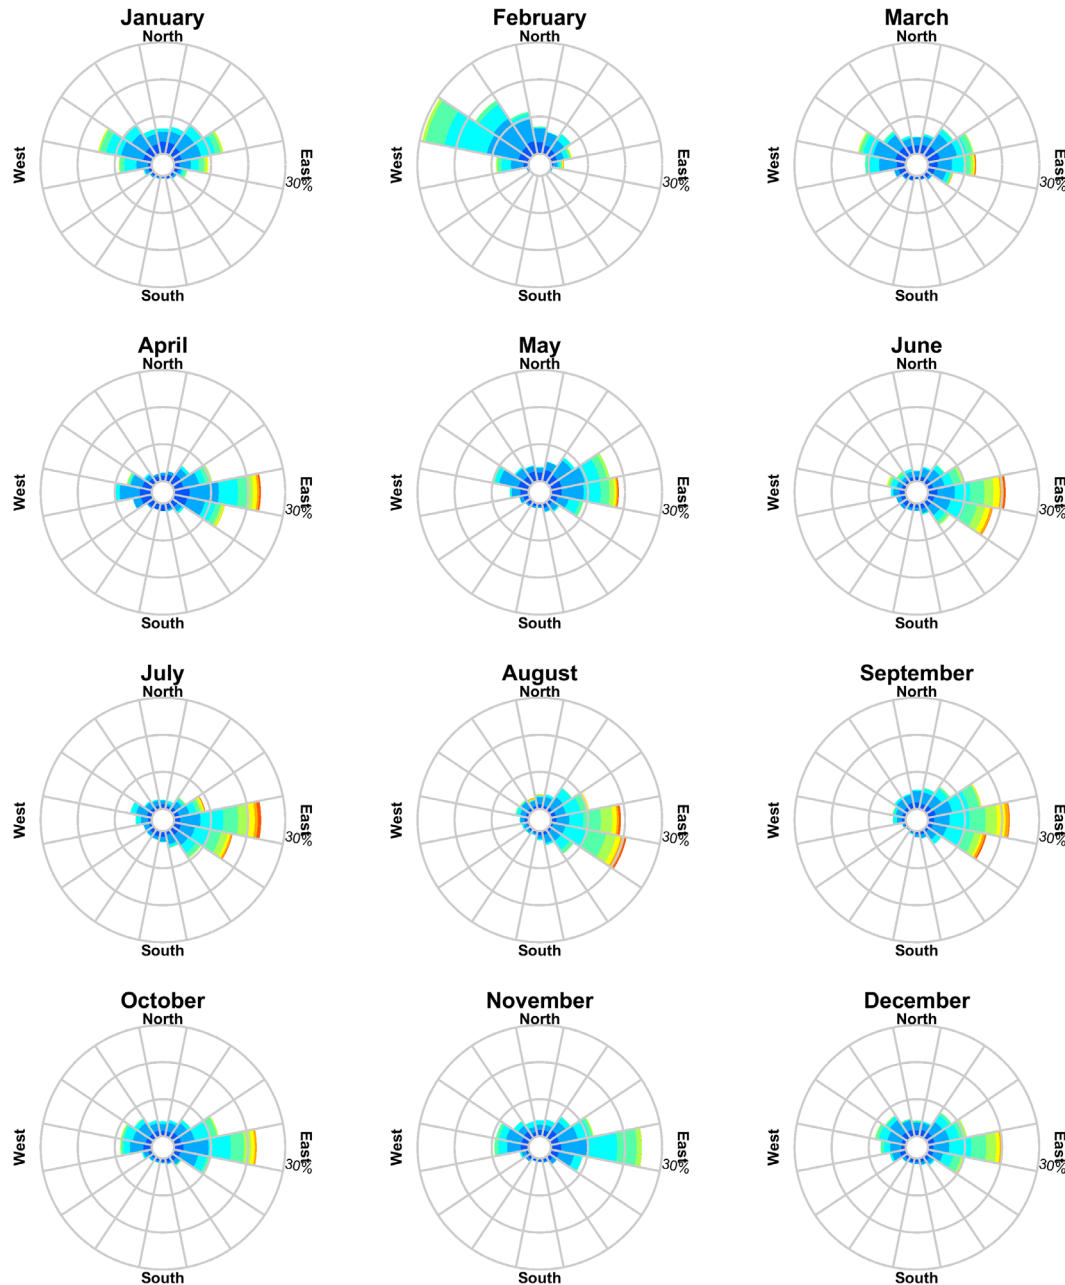 January
North
West
East
30%
South
February
North
West
East
30%
South
March
North
West
East
30%
South
April
North
West
East
30%
South
May
North
West
East
30%
South
June
North
West
East
30%
South
July
North
West
East
30%
South
August
North
West
East
30%
South
September
North
West
East
30%
South
October
North
West
East
30%
South
November
North
West
East
30%
South
December
North
West
East
30%
South